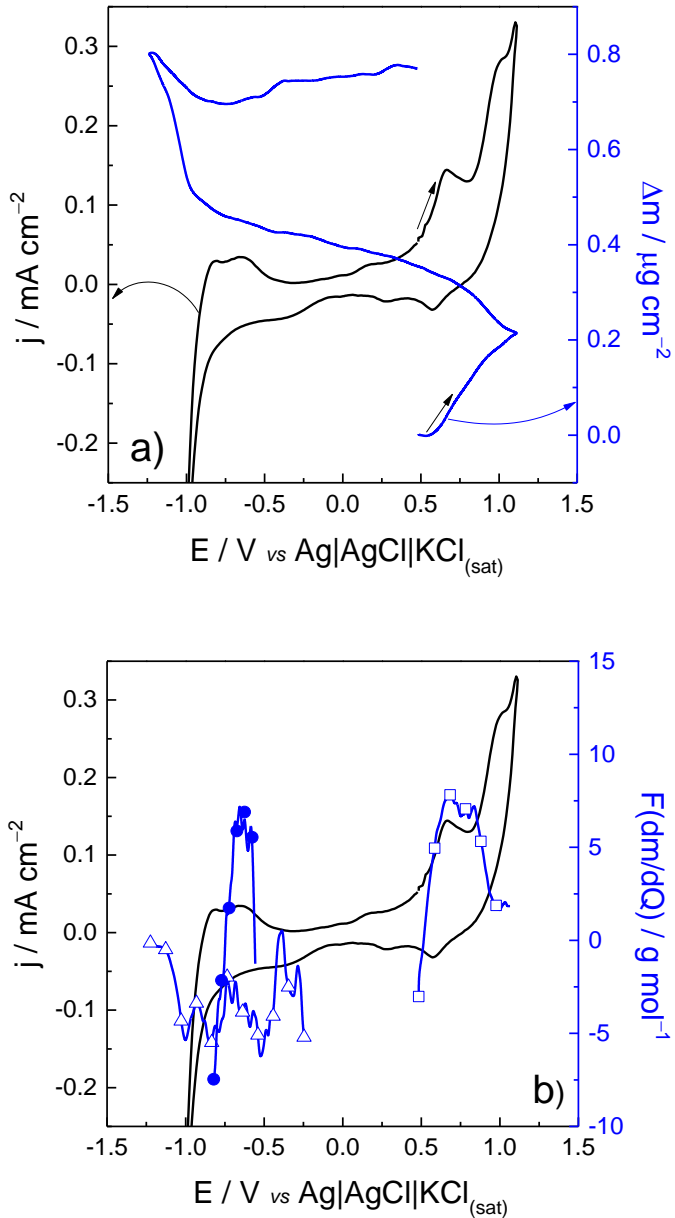 0.3
0.2
0.1
0.0
-0.1
-0.2
j / mA cm⁻²
0.8
0.6
0.4
0.2
0.0
Δm / μg cm⁻²
a)
-1.5 -1.0 -0.5 0.0 0.5 1.0 1.5
E / V vs Ag|AgCl||KCl(sat)
0.3
0.2
0.1
0.0
-0.1
-0.2
j / mA cm⁻²
15
10
5
0
-5
-10
F(dm/dQ) / g mol⁻¹
b)
-1.5 -1.0 -0.5 0.0 0.5 1.0 1.5
E / V vs Ag|AgCl||KCl(sat)